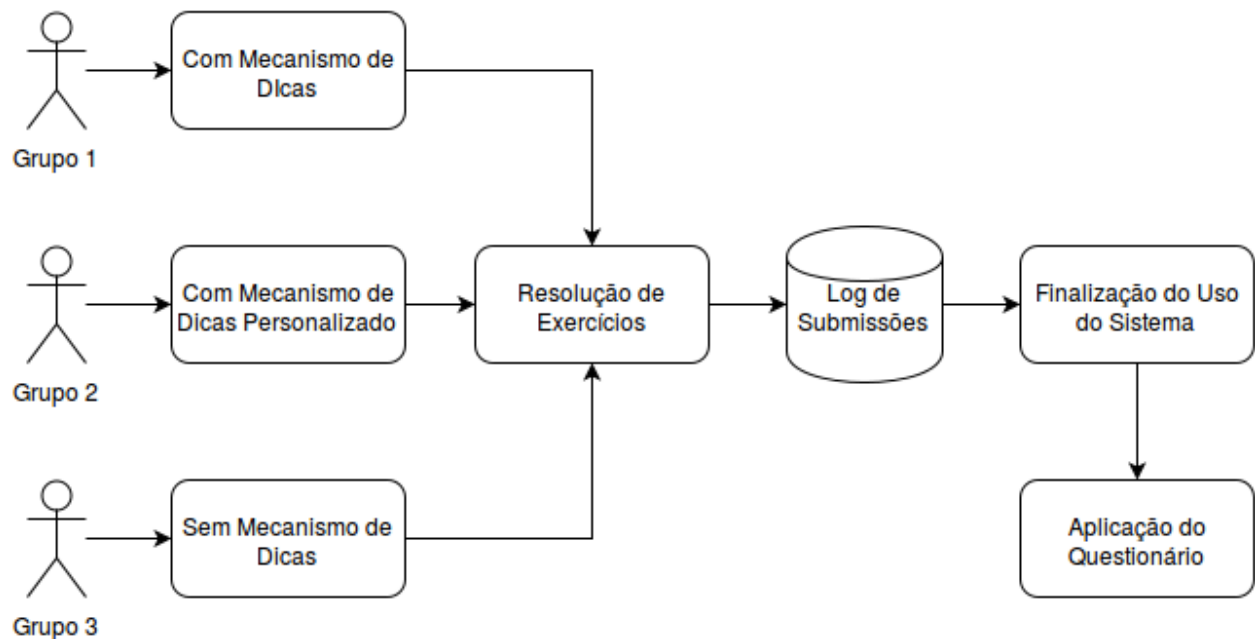 Com Mecanismo de
DIcas
Grupo 1
Com Mecanismo de
Dicas Personalizado
Grupo 2
Resolução de
Exercícios
Log de
Submissões
Finalização do Uso
do Sistema
Sem Mecanismo de
Dicas
Grupo 3
Aplicação do
Questionário